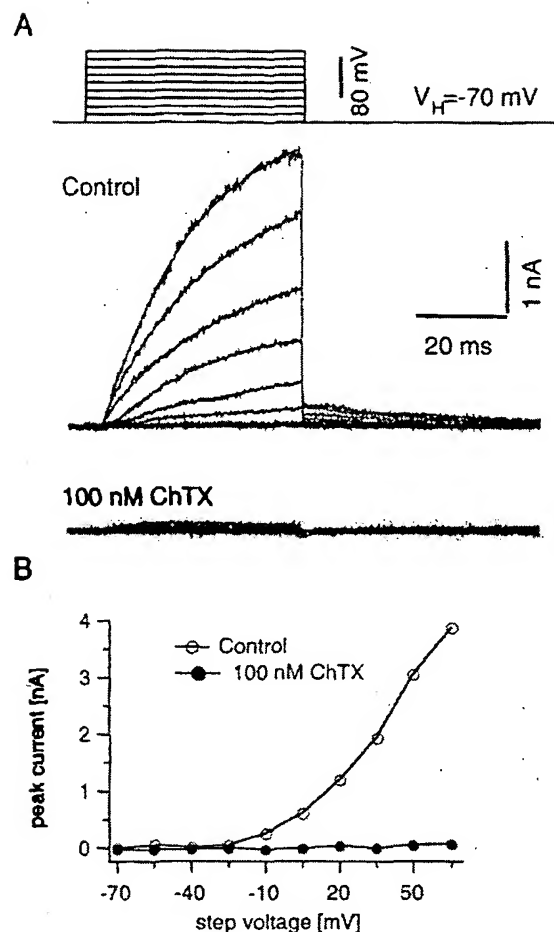 A
80 mV
V_H=-70 mV
Control
1 nA
20 ms
100 nM ChTX
B
4
3
2
1
0
peak current [nA]
Control
100 nM ChTX
-70 -40 -10 20 50
step voltage [mV]